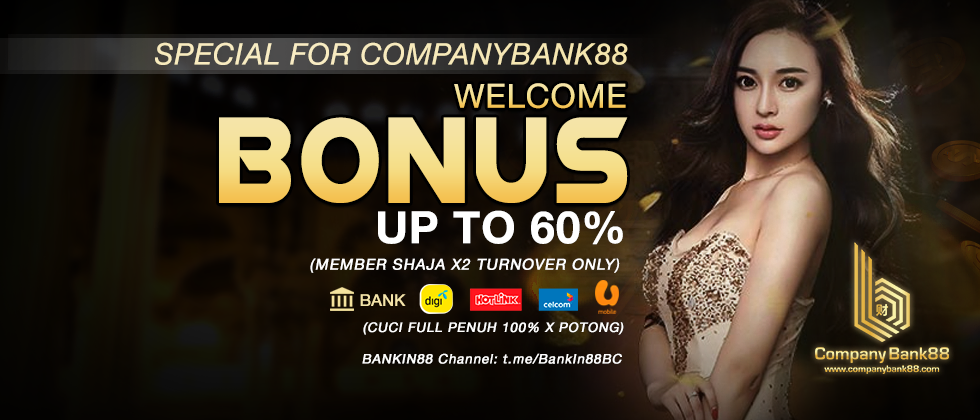 SPECIAL FOR COMPANYBANK88
WELCOME
BONUS
UP TO 60%
(MEMBER SHAJA X2 TURNOVER ONLY)
BANK digi HOTLINK celcom U mobile
(CUCI FULL PENUH 100% X POTONG)
BANKIN88 Channel: t.me/BankIn88BC
财
CompanyBank88
www.companybank88.com